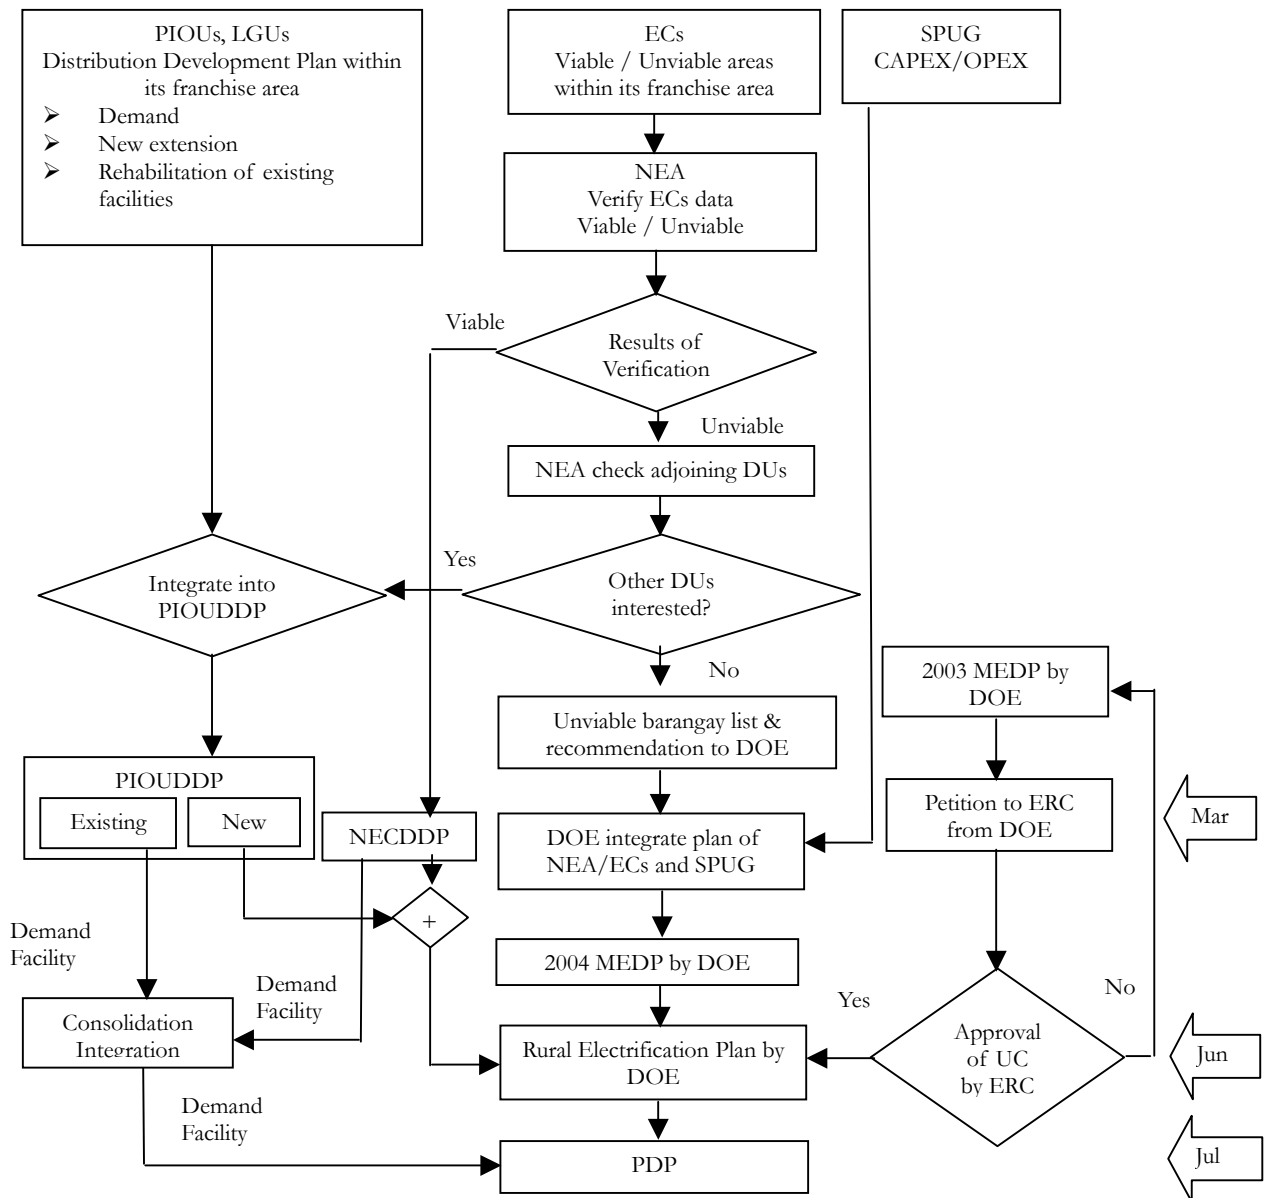 PIOUs, LGUs
Distribution Development Plan within
its franchise area
➢ Demand
➢ New extension
➢ Rehabilitation of existing
facilities
ECs
Viable / Unviable areas
within its franchise area
SPUG
CAPEX/OPEX
NEA
Verify ECs data
Viable / Unviable
Viable
Results of
Verification
Unviable
NEA check adjoining DUs
Yes
Integrate into
PIOUDDP
Other DUs
interested?
No
2003 MEDP by
DOE
Unviable barangay list &
recommendation to DOE
PIOUDDP
Existing
New
NECDDP
DOE integrate plan of
NEA/ECs and SPUG
Petition to ERC
from DOE
Mar
+
Demand
Facility
2004 MEDP by DOE
Demand
Facility
Yes
No
Consolidation
Integration
Rural Electrification Plan by
DOE
Approval
of UC
by ERC
Jun
Demand
Facility
PDP
Jul